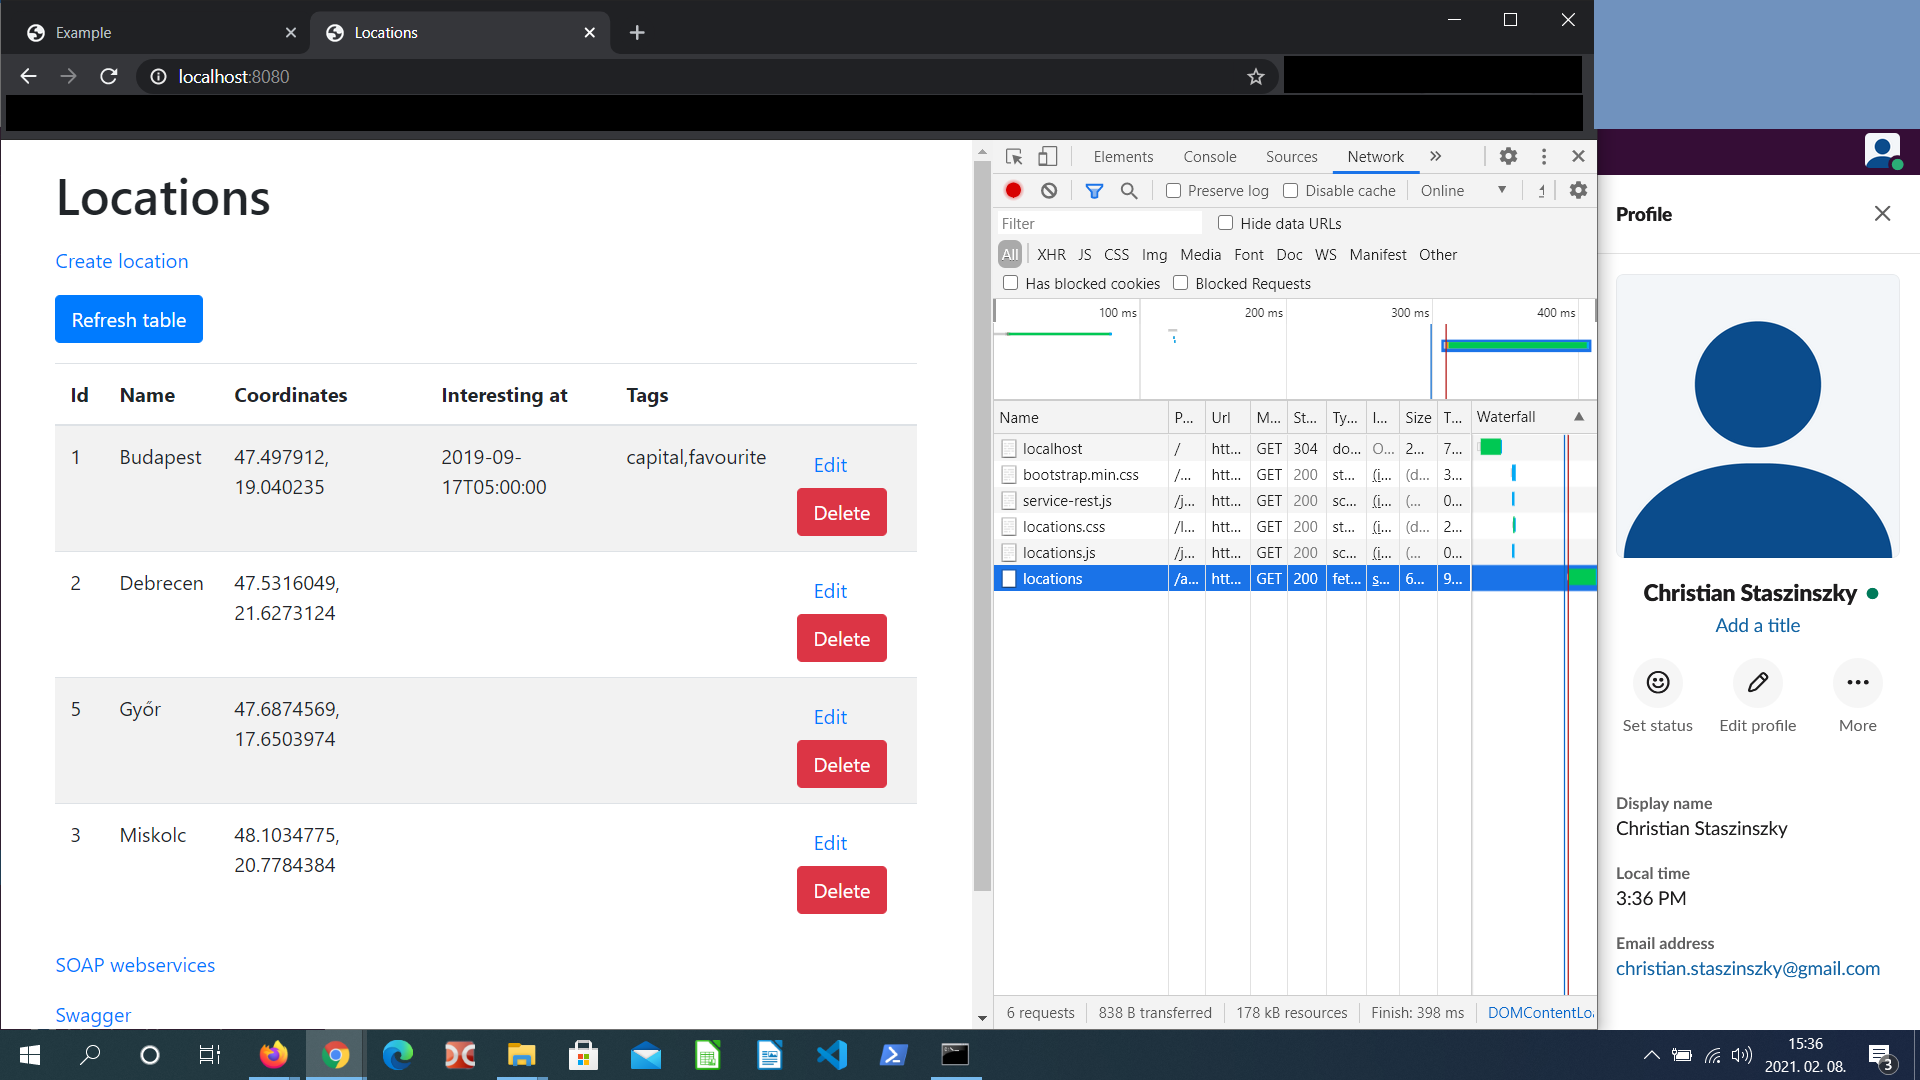 Example
Locations
localhost:8080
Locations
Create location
Refresh table
Id Name Coordinates Interesting at Tags
1 Budapest 47.497912, 19.040235 2019-09-17T05:00:00 capital,favourite Edit Delete
2 Debrecen 47.5316049, 21.6273124 Edit Delete
5 Győr 47.6874569, 17.6503974 Edit Delete
3 Miskolc 48.1034775, 20.7784384 Edit Delete
SOAP webservices
Swagger
Elements Console Sources Network
Preserve log Disable cache Online
Filter Hide data URLs
All XHR JS CSS Img Media Font Doc WS Manifest Other
Has blocked cookies Blocked Requests
100 ms 200 ms 300 ms 400 ms
Name P... Url M... St... Ty... I... Size T... Waterfall
localhost / htt... GET 304 do... O... 2... 7...
bootstrap.min.css /... htt... GET 200 st... (i... (d... 3...
service-rest.js /j... htt... GET 200 sc... (i... (... 0...
locations.css /l... htt... GET 200 st... (i... (d... 2...
locations.js /j... htt... GET 200 sc... (i... (... 0...
locations /a... htt... GET 200 fet... s... 6... 9...
6 requests 838 B transferred 178 kB resources Finish: 398 ms DOMContentLoa
Profile
Christian Staszinszky
Add a title
Set status Edit profile More
Display name
Christian Staszinszky
Local time
3:36 PM
Email address
christian.staszinszky@gmail.com
15:36
2021. 02. 08.
3